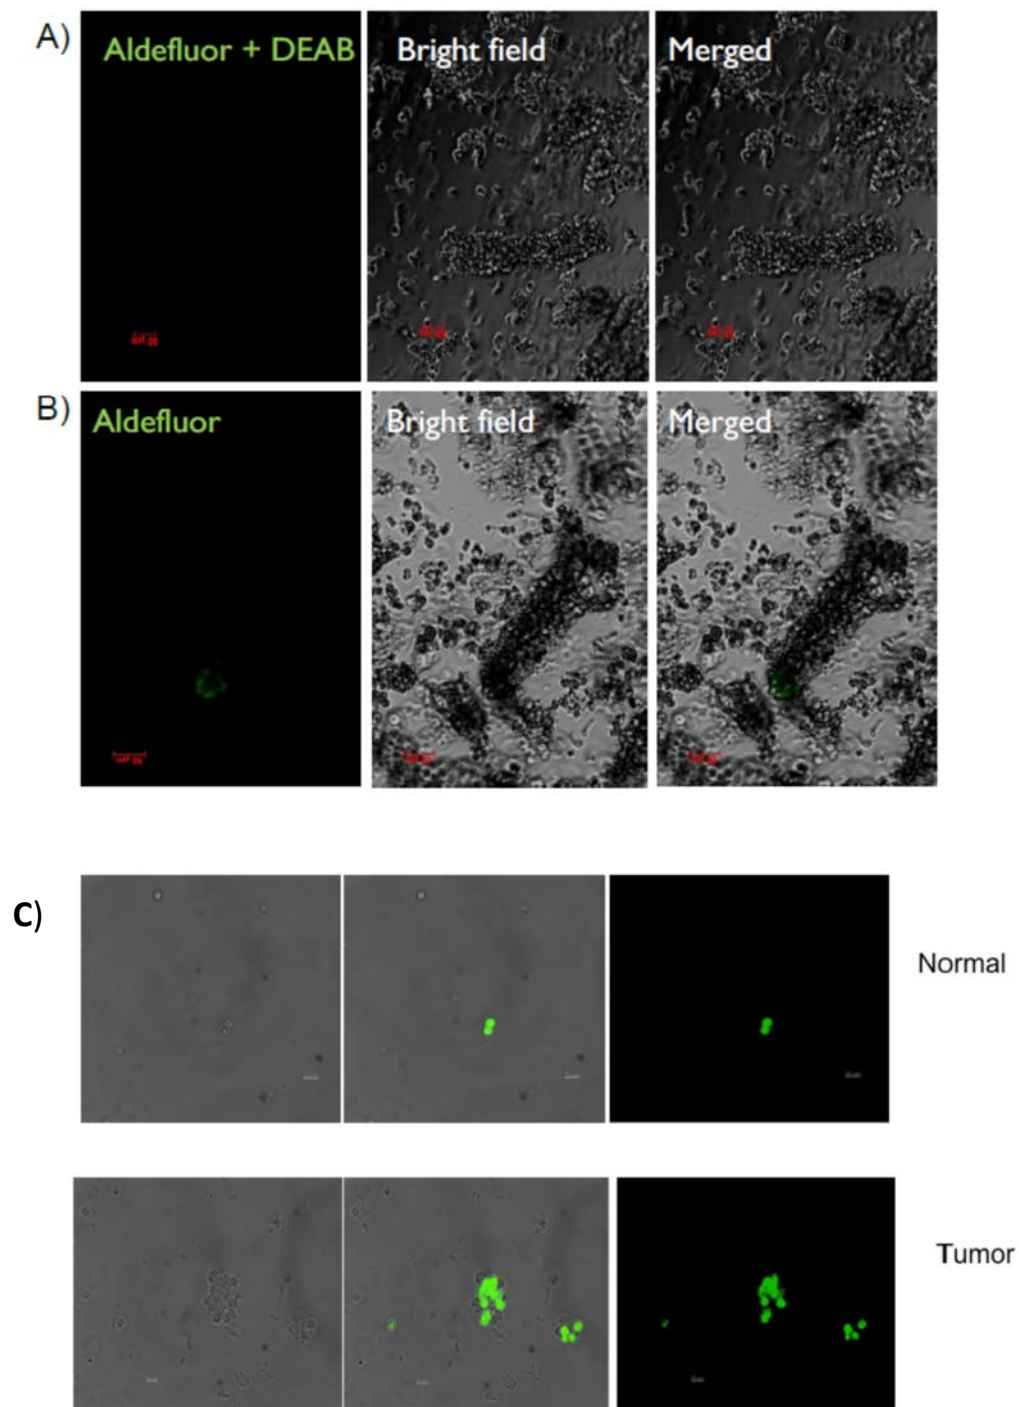 A)
Aldefluor + DEAB
Bright field
Merged
B)
Aldefluor
Bright field
Merged
C)
Normal
Tumor